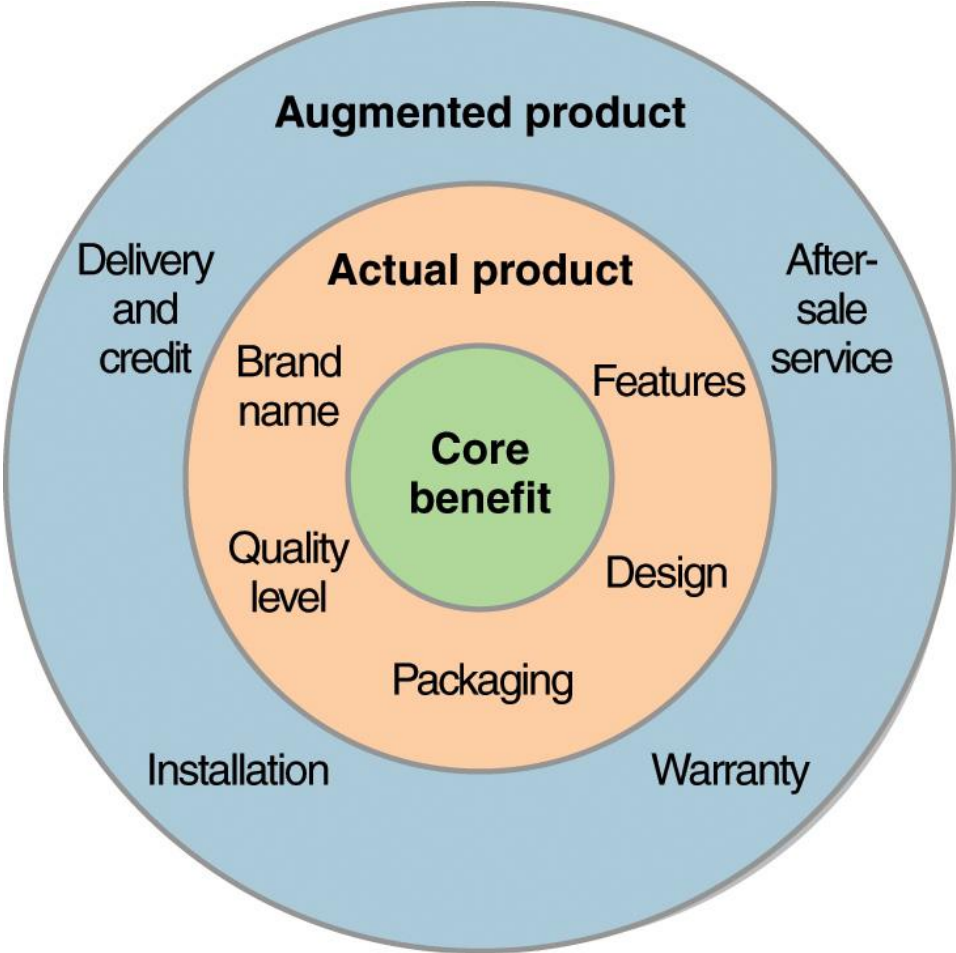 Augmented product
Delivery
and
credit
After-
sale
service
Actual product
Brand
name
Features
Core
benefit
Quality
level
Design
Packaging
Installation
Warranty